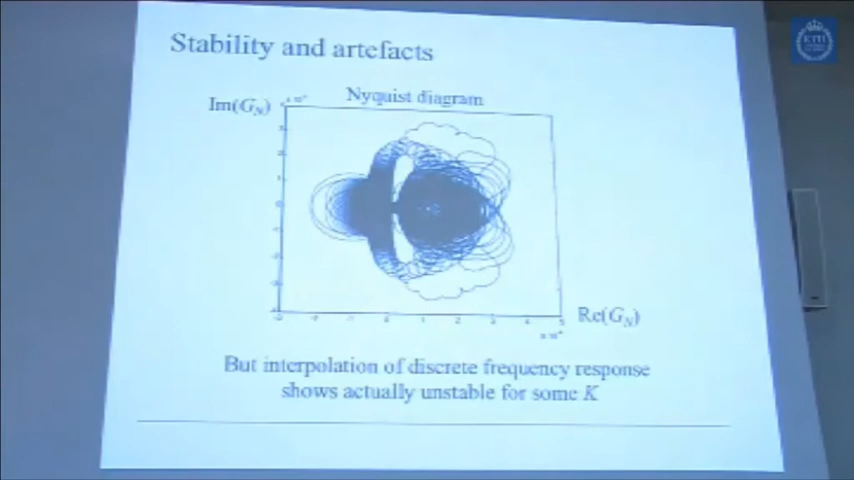 Stability and artefacts
Nyquist diagram
Im(G_N)
Re(G_N)
But interpolation of discrete frequency response
shows actually unstable for some K
KTH